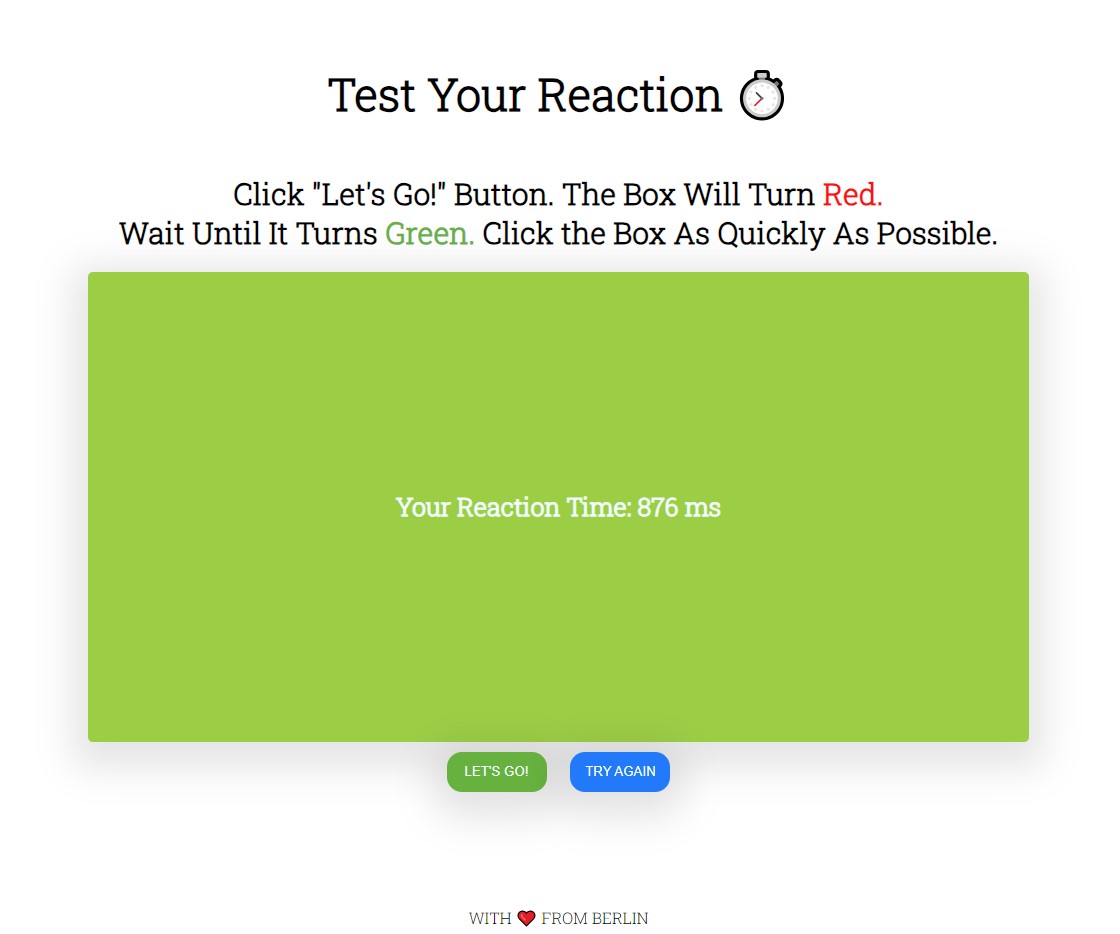 Test Your Reaction
Click "Let's Go!" Button. The Box Will Turn Red.
Wait Until It Turns Green. Click the Box As Quickly As Possible.
Your Reaction Time: 876 ms
LET'S GO! TRY AGAIN
WITH ❤️ FROM BERLIN